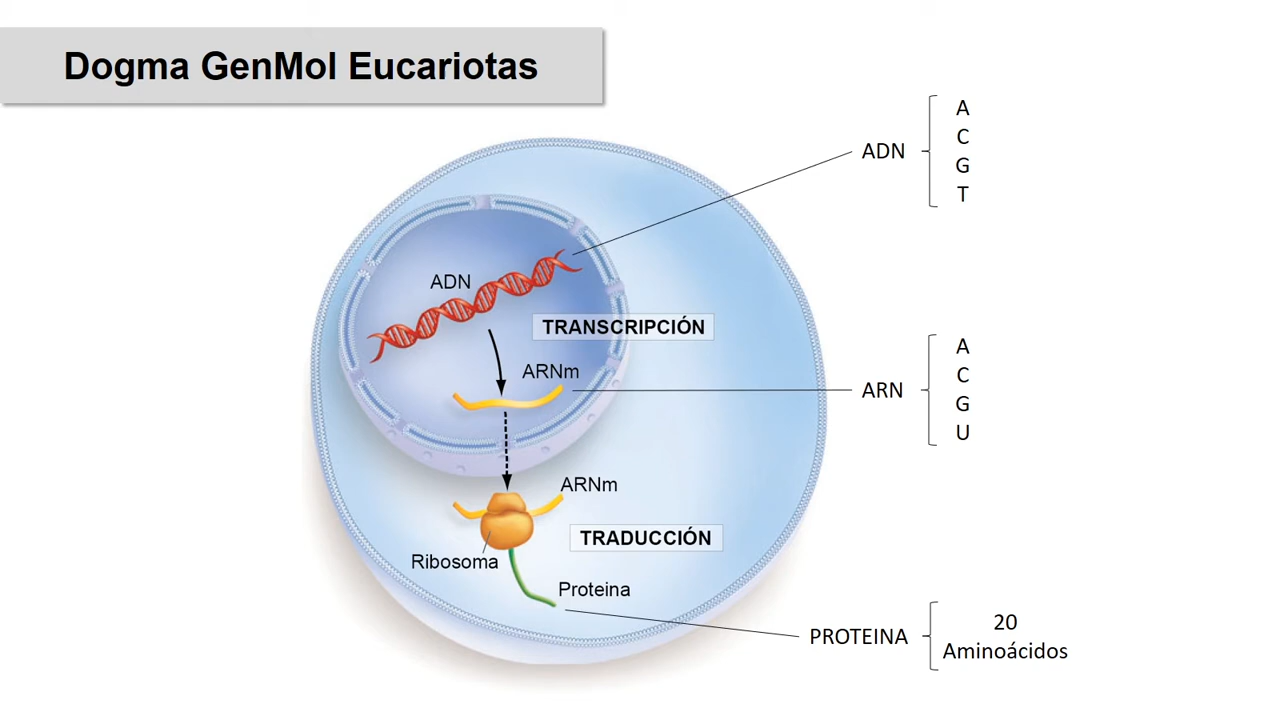 Dogma GenMol Eucariotas
ADN
A
C
G
T
ADN
TRANSCRIPCIÓN
ARNm
ARN
A
C
G
U
ARNm
TRADUCCIÓN
Ribosoma
Proteina
PROTEINA
20
Aminoácidos